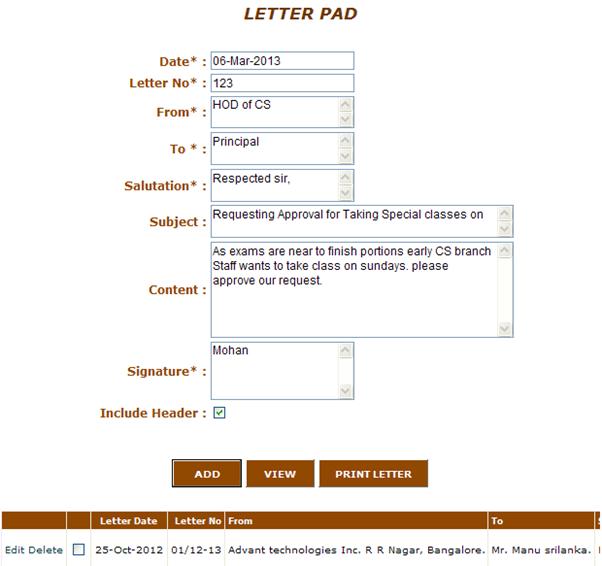 LETTER PAD
Date* : 06-Mar-2013
Letter No* : 123
From* : HOD of CS
To * : Principal
Salutation* : Respected sir,
Subject : Requesting Approval for Taking Special classes on
Content : As exams are near to finish portions early CS branch
Staff wants to take class on sundays. please
approve our request.
Signature* : Mohan
Include Header :
ADD VIEW PRINT LETTER
Letter Date Letter No From To
Edit Delete 25-Oct-2012 01/12-13 Advant technologies Inc. R R Nagar, Bangalore. Mr. Manu srilanka.